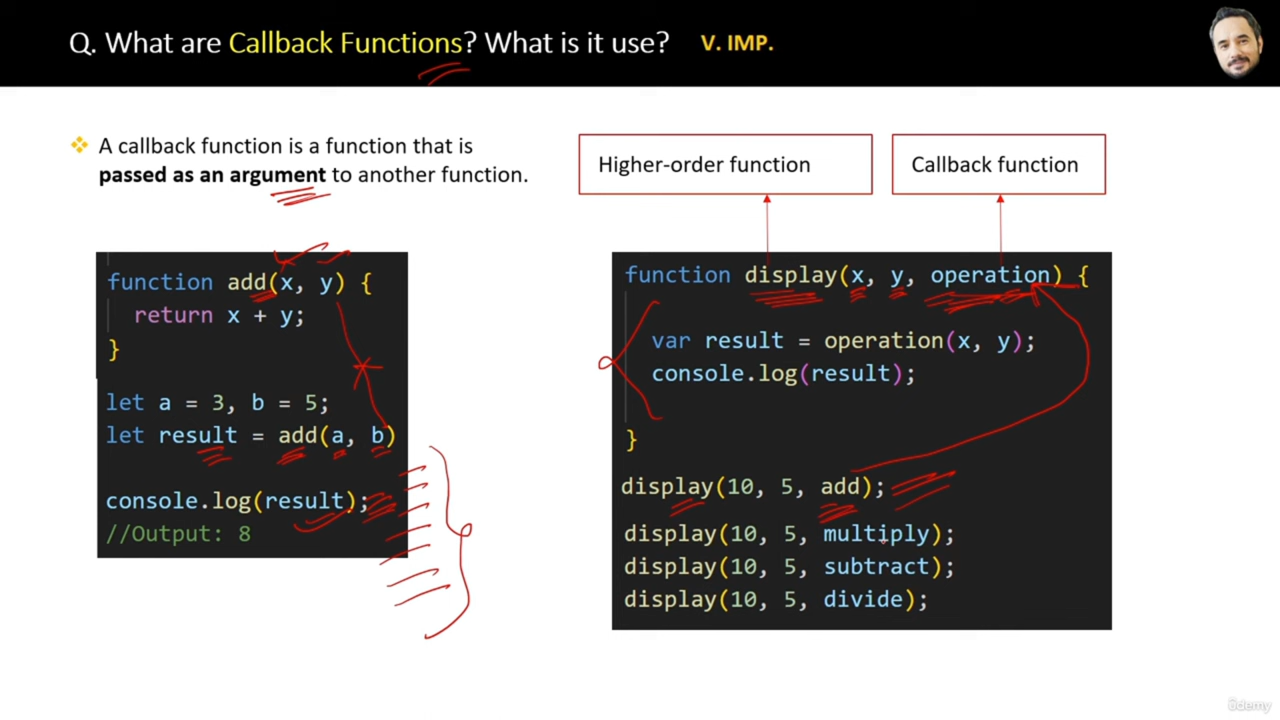 Q. What are Callback Functions? What is it use? V. IMP.
A callback function is a function that is
passed as an argument to another function.
function add(x, y) {
return x + y;
}
let a = 3, b = 5;
let result = add(a, b)
console.log(result);
//Output: 8
Higher-order function
Callback function
function display(x, y, operation) {
var result = operation(x, y);
console.log(result);
}
display(10, 5, add);
display(10, 5, multiply);
display(10, 5, subtract);
display(10, 5, divide);
ûdemy